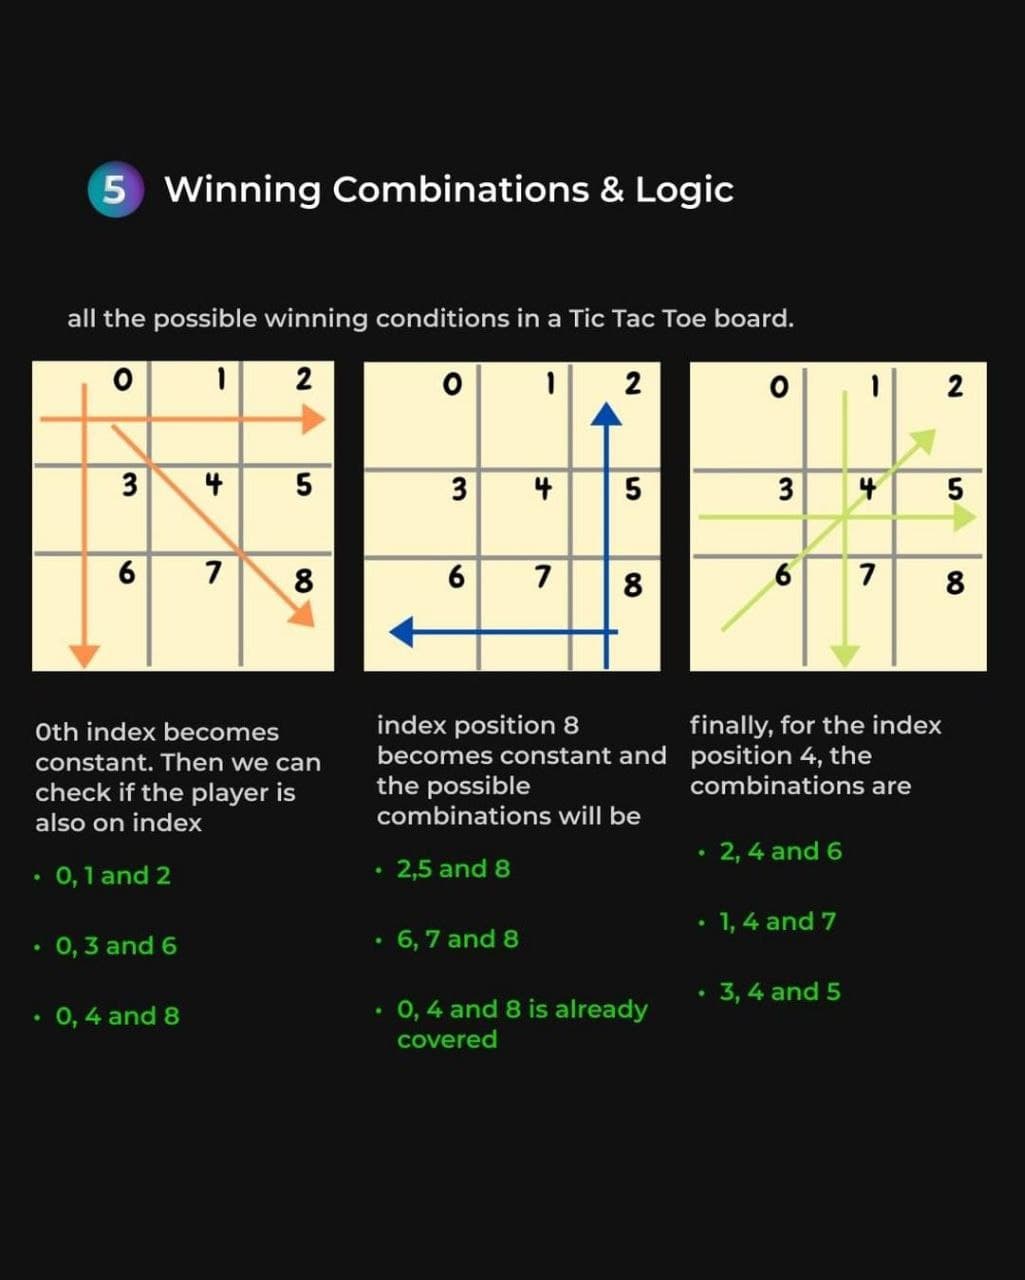 5 Winning Combinations & Logic
all the possible winning conditions in a Tic Tac Toe board.
0 1 2
3 4 5
6 7 8
0 1 2
3 4 5
6 7 8
0 1 2
3 4 5
6 7 8
0th index becomes
constant. Then we can
check if the player is
also on index
• 0, 1 and 2
• 0, 3 and 6
• 0, 4 and 8
index position 8
becomes constant and
the possible
combinations will be
• 2,5 and 8
• 6, 7 and 8
• 0, 4 and 8 is already
covered
finally, for the index
position 4, the
combinations are
• 2, 4 and 6
• 1, 4 and 7
• 3, 4 and 5